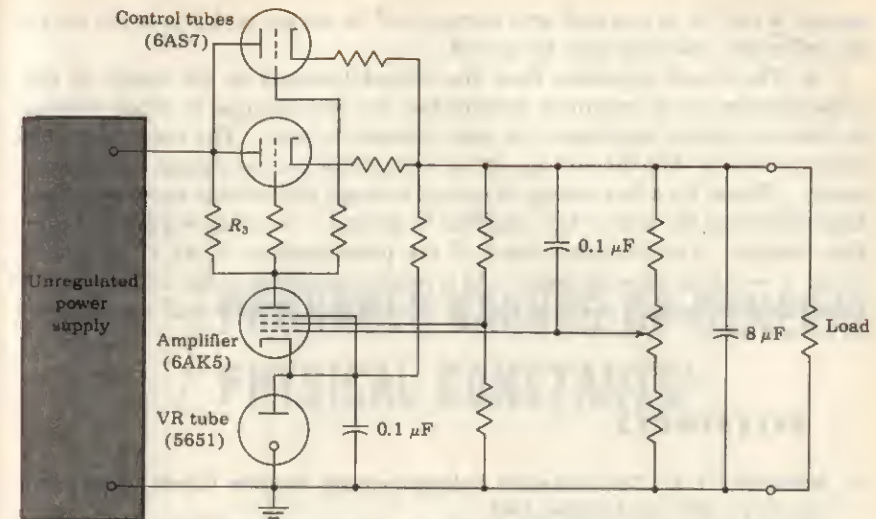 Control tubes
(6AS7)
R₃
0.1 μF
Unregulated
power
supply
Amplifier
(6AK5)
8 μF
Load
VR tube
(5651)
0.1 μF